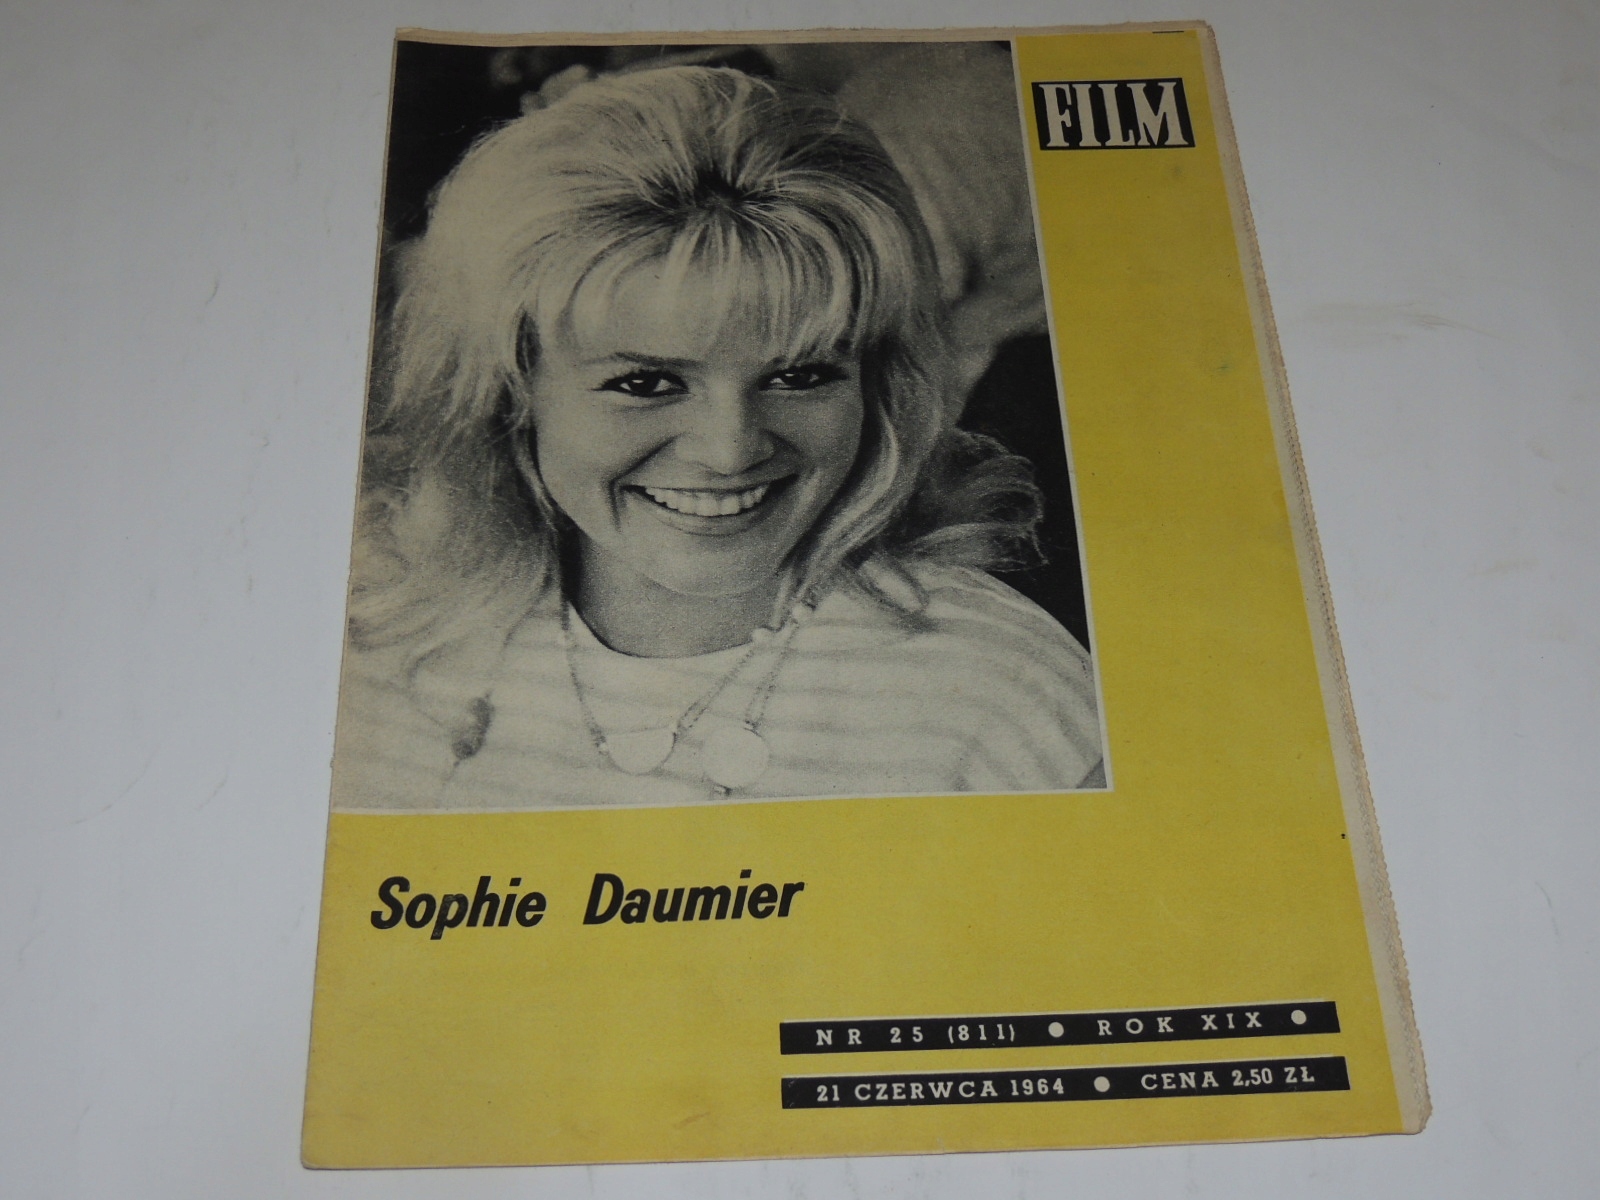 FILM
Sophie Daumier
NR 25 (811) ● ROK XIX ●
21 CZERWCA 1964 ● CENA 2,50 ZŁ